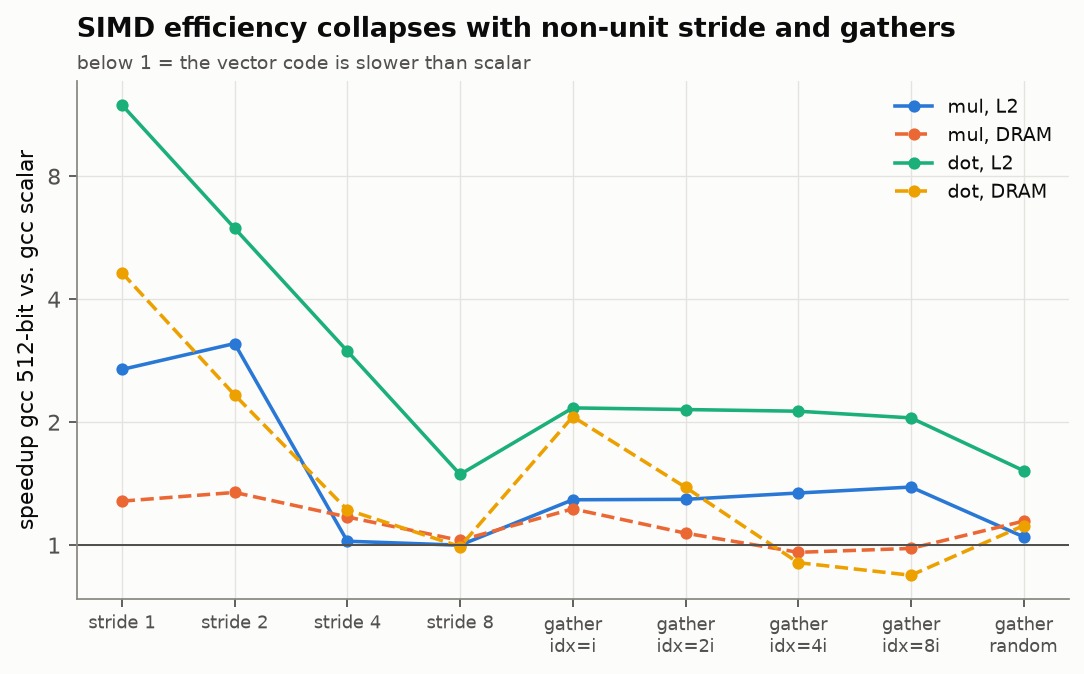 SIMD efficiency collapses with non-unit stride and gathers
below 1 = the vector code is slower than scalar
mul, L2
mul, DRAM
dot, L2
dot, DRAM
speedup gcc 512-bit vs. gcc scalar
8
4
2
1
stride 1
stride 2
stride 4
stride 8
gather
idx=i
gather
idx=2i
gather
idx=4i
gather
idx=8i
gather
random